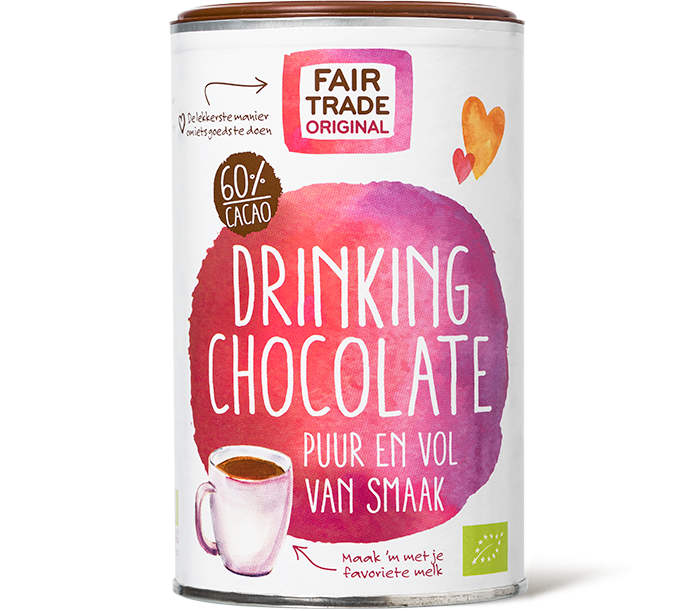 FAIR
TRADE
ORIGINAL
De lekkerste manier
om iets goeds te doen
60%
CACAO
DRINKING
CHOCOLATE
PUUR EN VOL
VAN SMAAK
Maak 'm met je
favoriete melk